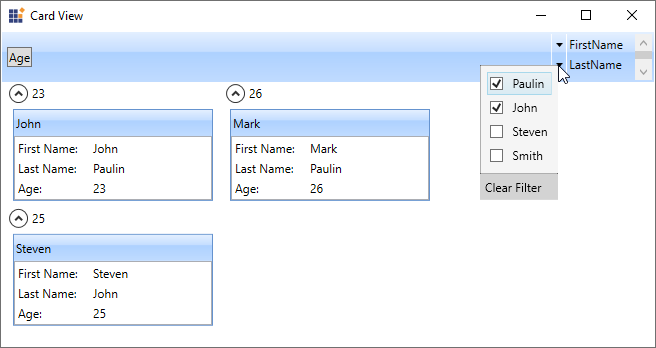 Card View
Age
FirstName
LastName
Paulin
John
Steven
Smith
Clear Filter
23
John
First Name: John
Last Name: Paulin
Age: 23
26
Mark
First Name: Mark
Last Name: Paulin
Age: 26
25
Steven
First Name: Steven
Last Name: John
Age: 25